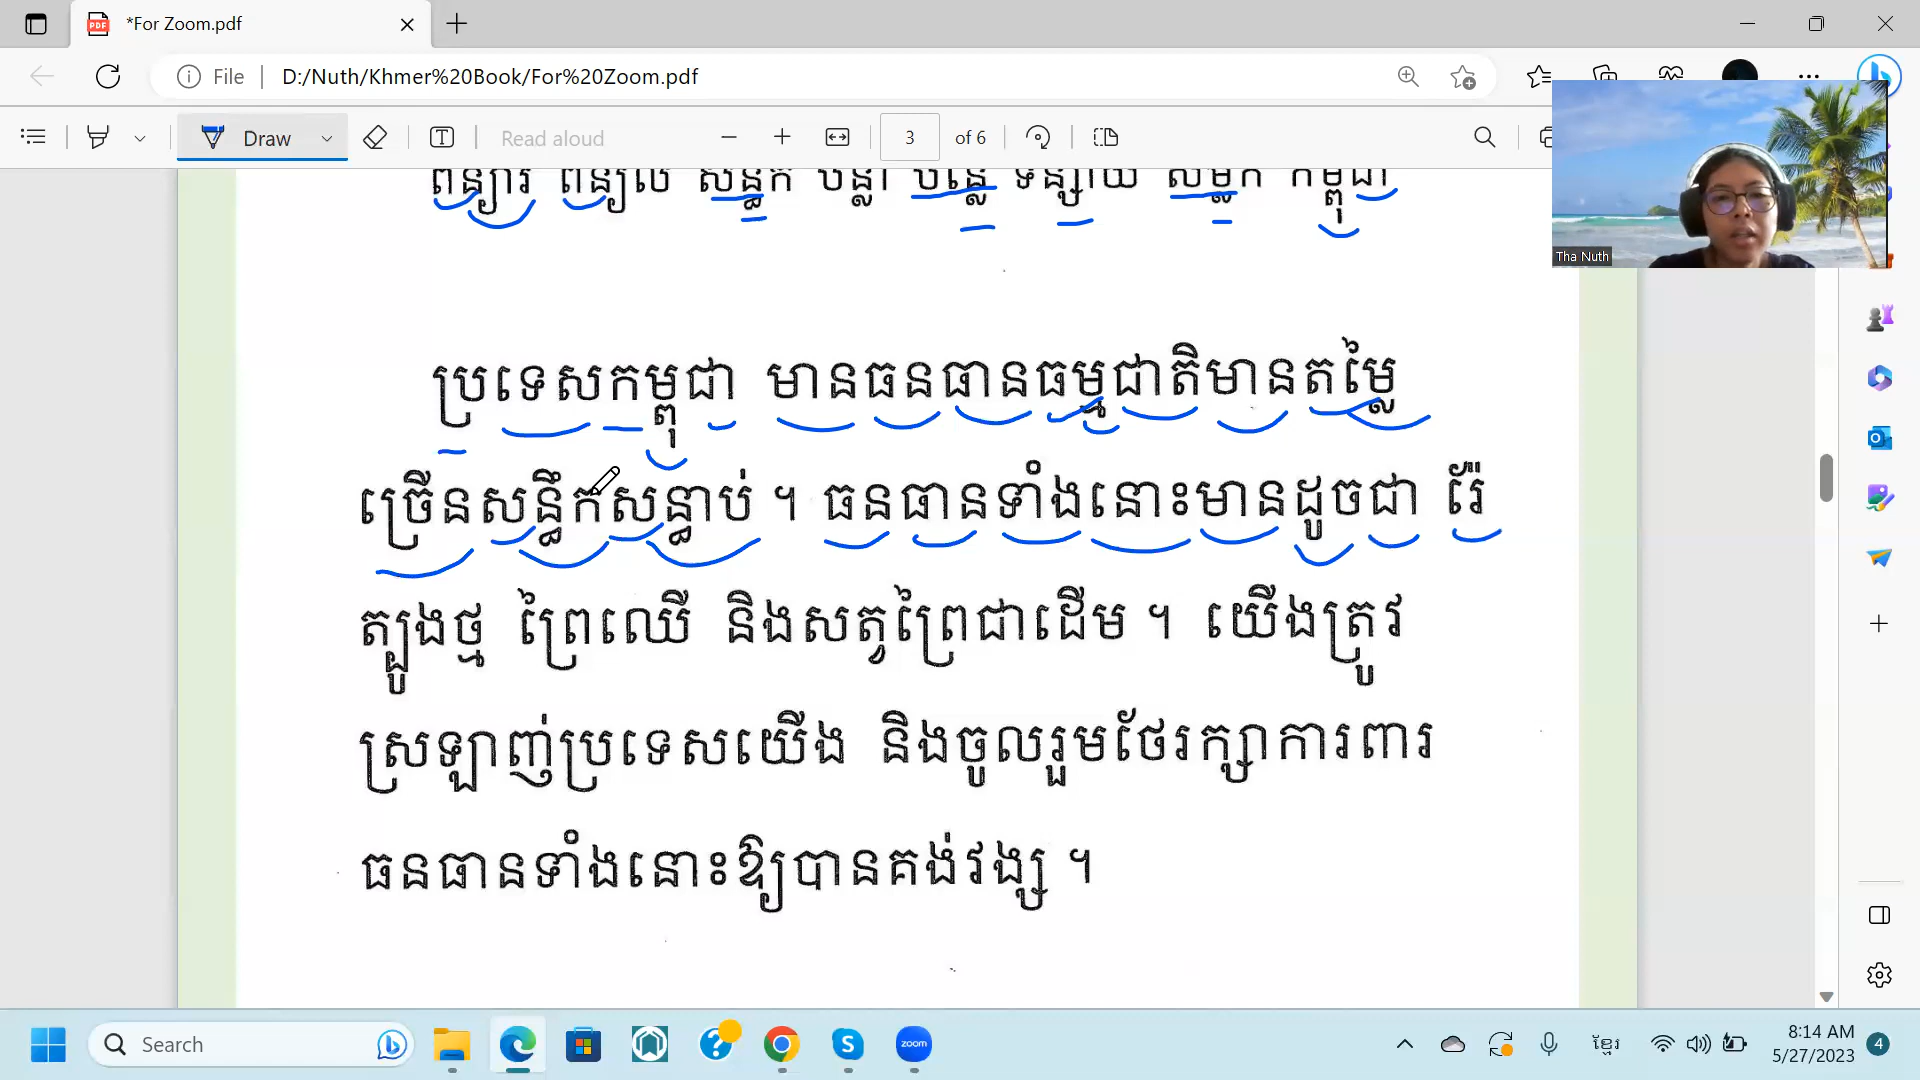 *For Zoom.pdf
File
D:/Nuth/Khmer%20Book/For%20Zoom.pdf
Draw
Read aloud
3
of 6
Tha Nuth
ប្រទេសកម្ពុជា មានធនធានធម្មជាតិមានតម្លៃ
ច្រើនសន្ធឹកសន្ធាប់ ។ ធនធានទាំងនោះមានដូចជា រ៉ែ
ត្បូងថ្ម ព្រៃឈើ និងសត្វព្រៃជាដើម ។ យើងត្រូវ
ស្រឡាញ់ប្រទេសយើង និងចូលរួមថែរក្សាការពារ
ធនធានទាំងនោះឱ្យបានគង់វង្ស ។
Search
zoom
ខ្មែរ
8:14 AM
5/27/2023
4